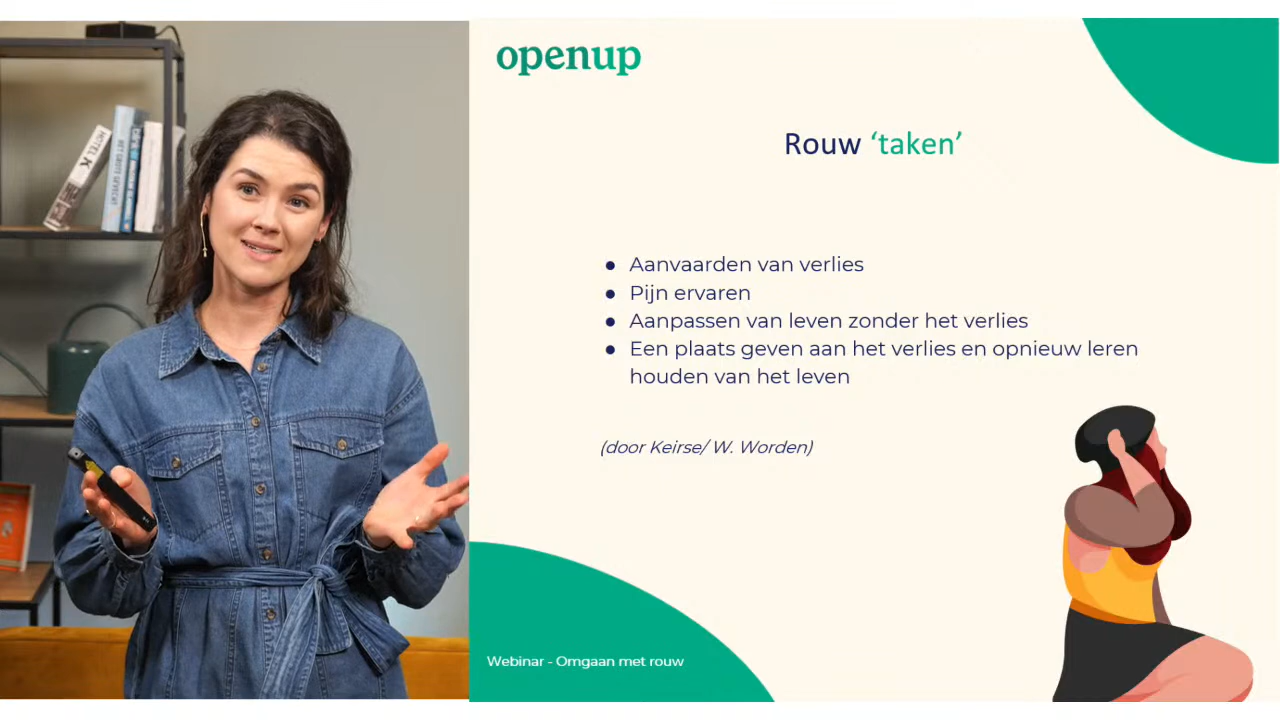 openup
Rouw ‘taken’
● Aanvaarden van verlies
● Pijn ervaren
● Aanpassen van leven zonder het verlies
● Een plaats geven aan het verlies en opnieuw leren
houden van het leven
(door Keirse/ W. Worden)
Webinar - Omgaan met rouw
HOTEL